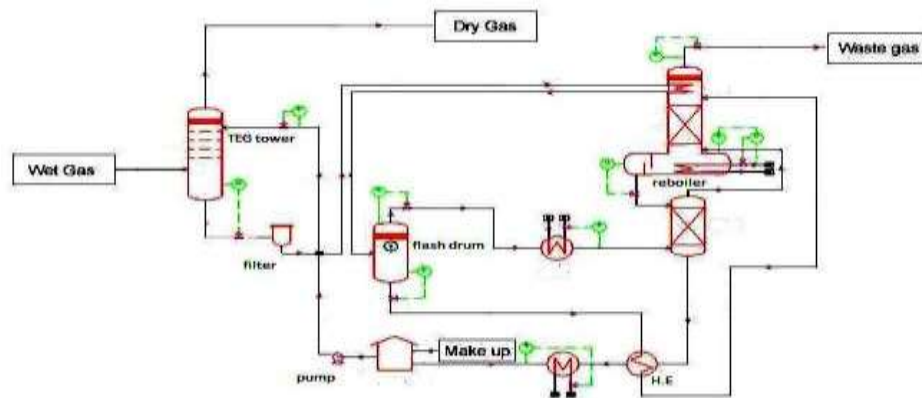 Dry Gas
Waste gas
TEG tower
Wet Gas
reboiler
flash drum
filter
Make up
pump
H.E